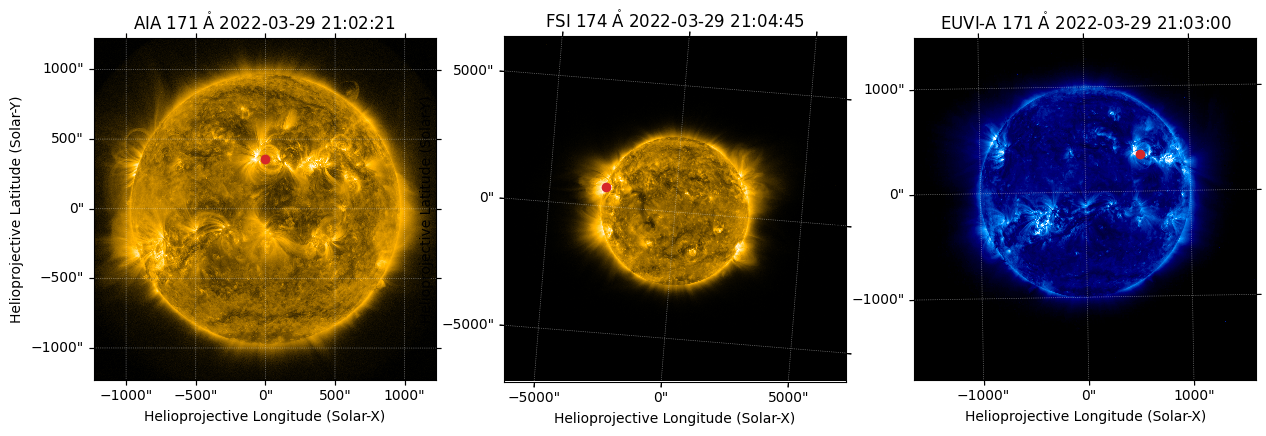 AIA 171 Å 2022-03-29 21:02:21
FSI 174 Å 2022-03-29 21:04:45
EUVI-A 171 Å 2022-03-29 21:03:00
Helioprojective Latitude (Solar-Y)
1000"
500"
0"
−500"
−1000"
−1000"
−500"
0"
500"
1000"
Helioprojective Longitude (Solar-X)
Helioprojective Latitude (Solar-Y)
5000"
0"
−5000"
−5000"
0"
5000"
Helioprojective Longitude (Solar-X)
1000"
0"
−1000"
−1000"
0"
1000"
Helioprojective Longitude (Solar-X)